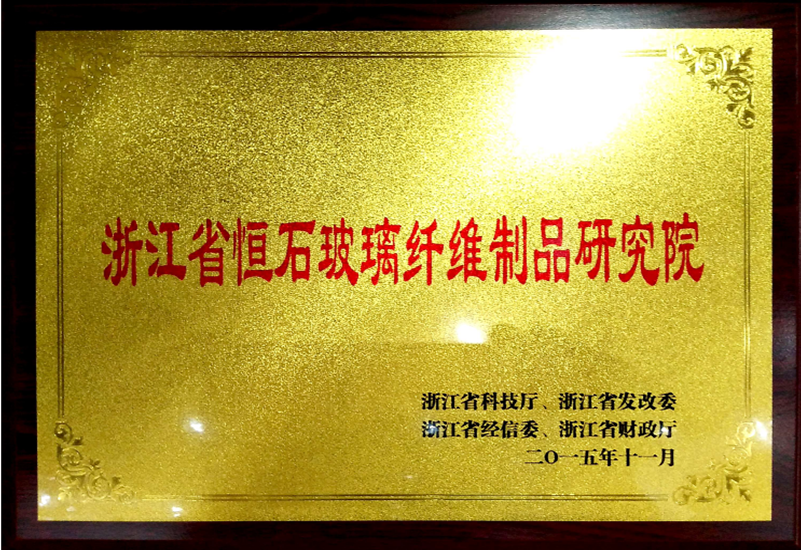 浙江省恒石玻璃纤维制品研究院
浙江省科技厅、浙江省发改委
浙江省经信委、浙江省财政厅
二〇一五年十一月